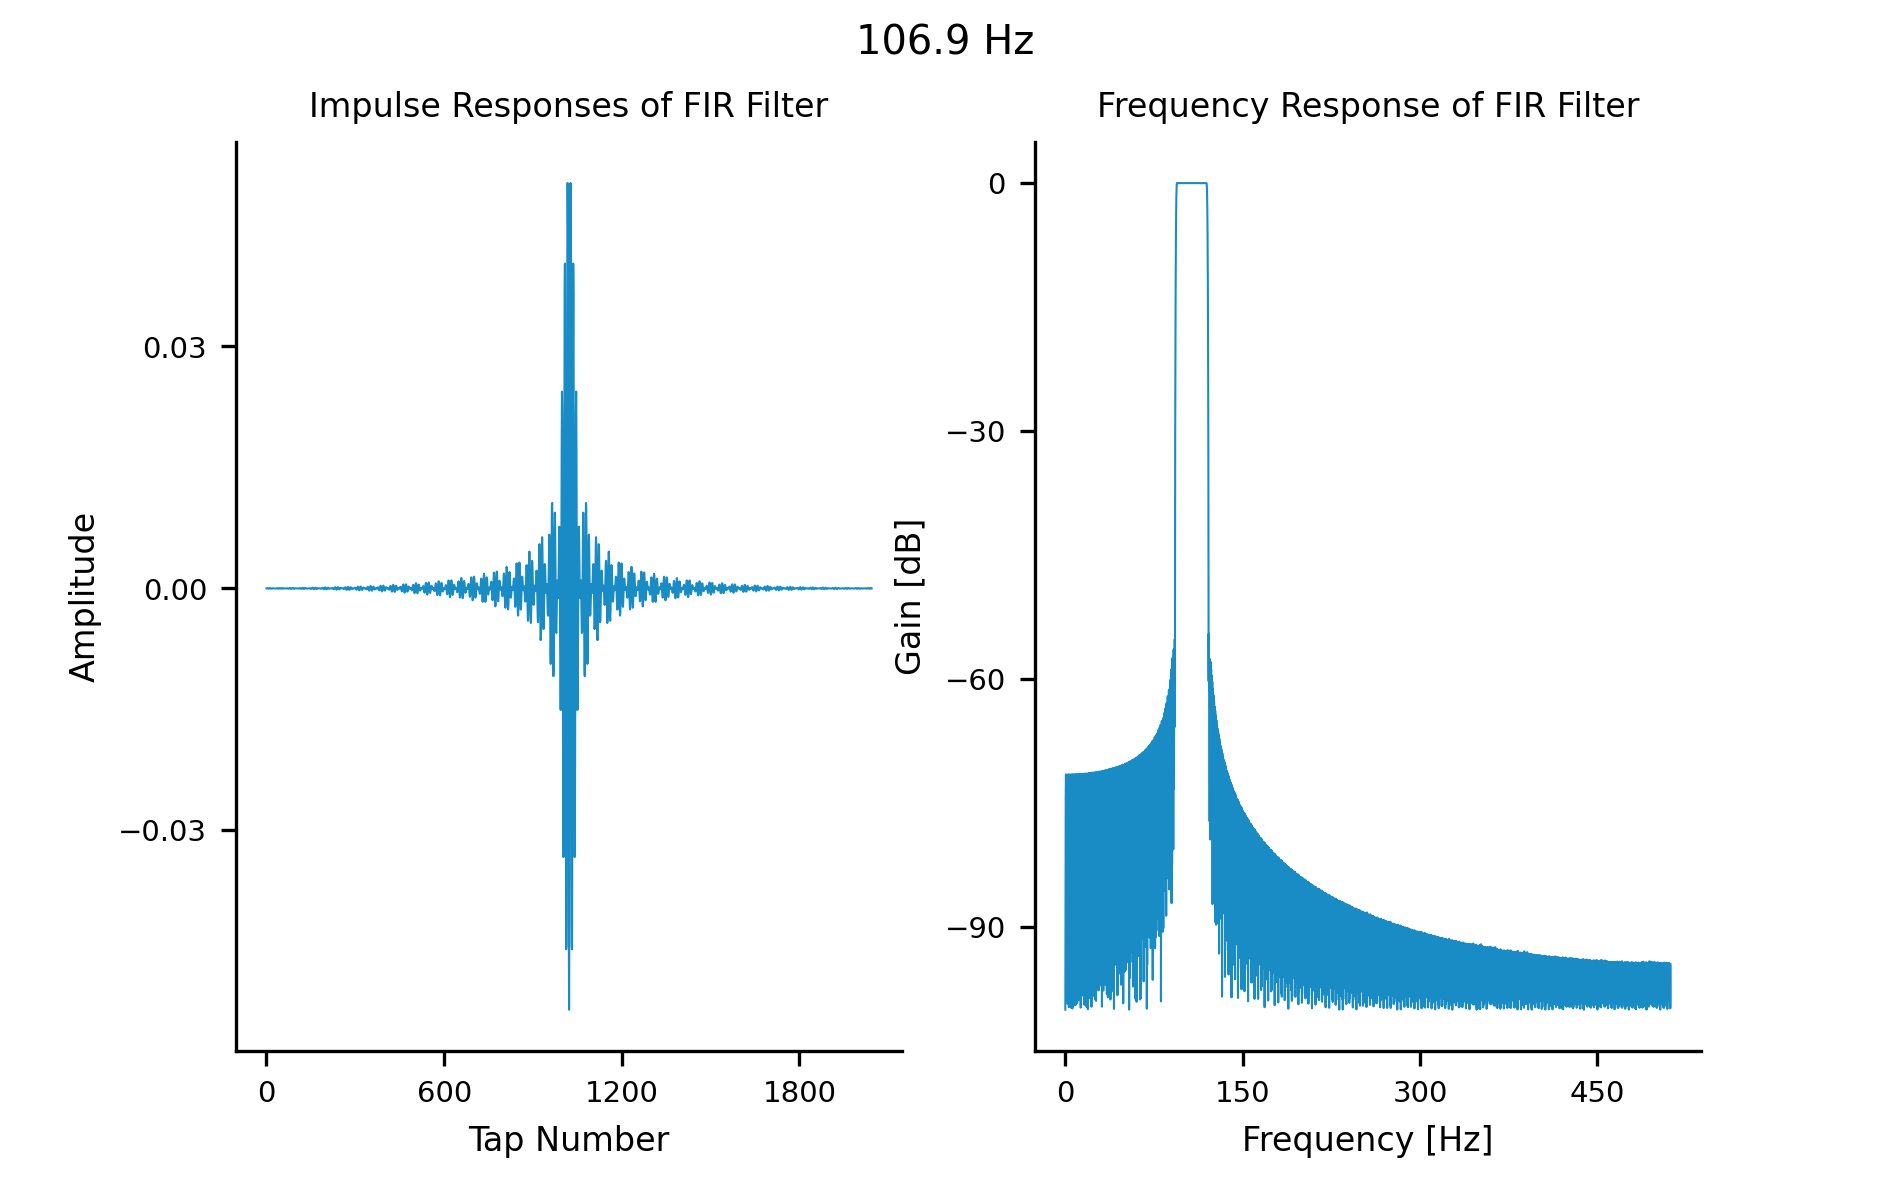 106.9 Hz
Impulse Responses of FIR Filter
Amplitude
0.03
0.00
−0.03
0 600 1200 1800
Tap Number
Frequency Response of FIR Filter
Gain [dB]
0
−30
−60
−90
0 150 300 450
Frequency [Hz]